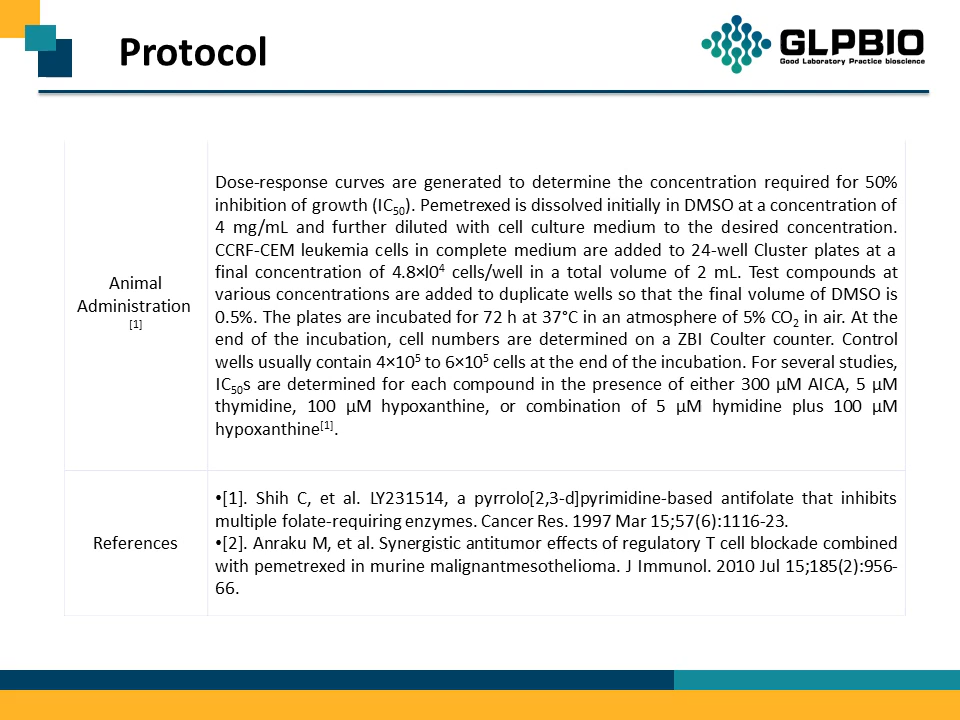 Protocol
GLPBIO
Good Laboratory Practice bioscience
Animal
Administration
[1]
Dose-response curves are generated to determine the concentration required for 50%
inhibition of growth (IC50). Pemetrexed is dissolved initially in DMSO at a concentration of
4 mg/mL and further diluted with cell culture medium to the desired concentration.
CCRF-CEM leukemia cells in complete medium are added to 24-well Cluster plates at a
final concentration of 4.8×l0⁴ cells/well in a total volume of 2 mL. Test compounds at
various concentrations are added to duplicate wells so that the final volume of DMSO is
0.5%. The plates are incubated for 72 h at 37°C in an atmosphere of 5% CO₂ in air. At the
end of the incubation, cell numbers are determined on a ZBI Coulter counter. Control
wells usually contain 4×10⁵ to 6×10⁵ cells at the end of the incubation. For several studies,
IC50s are determined for each compound in the presence of either 300 μM AICA, 5 μM
thymidine, 100 μM hypoxanthine, or combination of 5 μM hymidine plus 100 μM
hypoxanthine[1].
References
•[1]. Shih C, et al. LY231514, a pyrrolo[2,3-d]pyrimidine-based antifolate that inhibits
multiple folate-requiring enzymes. Cancer Res. 1997 Mar 15;57(6):1116-23.
•[2]. Anraku M, et al. Synergistic antitumor effects of regulatory T cell blockade combined
with pemetrexed in murine malignantmesothelioma. J Immunol. 2010 Jul 15;185(2):956-
66.